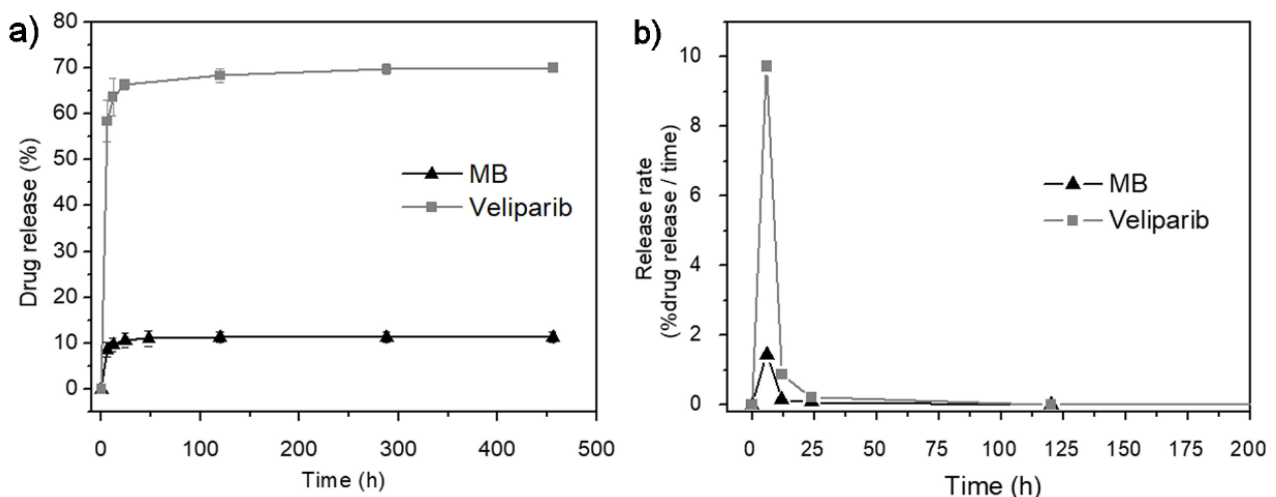 a)
80
70
60
50
40
30
20
10
0
Drug release (%)
MB
Veliparib
0 100 200 300 400 500
Time (h)
b)
10
8
6
4
2
0
Release rate
(%drug release / time)
MB
Veliparib
0 25 50 75 100 125 150 175 200
Time (h)